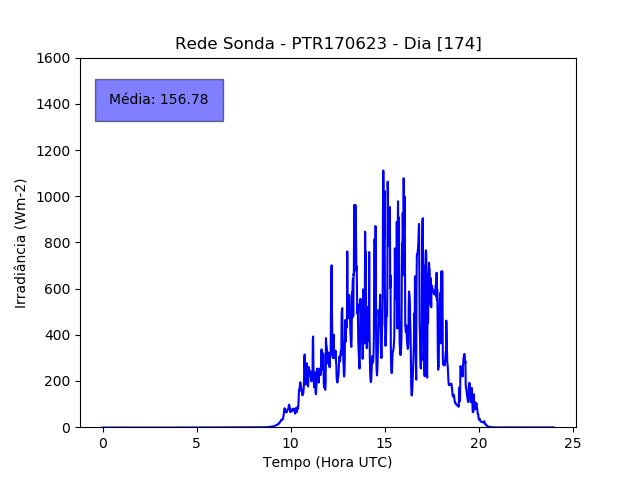 Rede Sonda - PTR170623 - Dia [174]
1600
1400
1200
1000
800
600
400
200
0
Irradiância (Wm-2)
Média: 156.78
0 5 10 15 20 25
Tempo (Hora UTC)